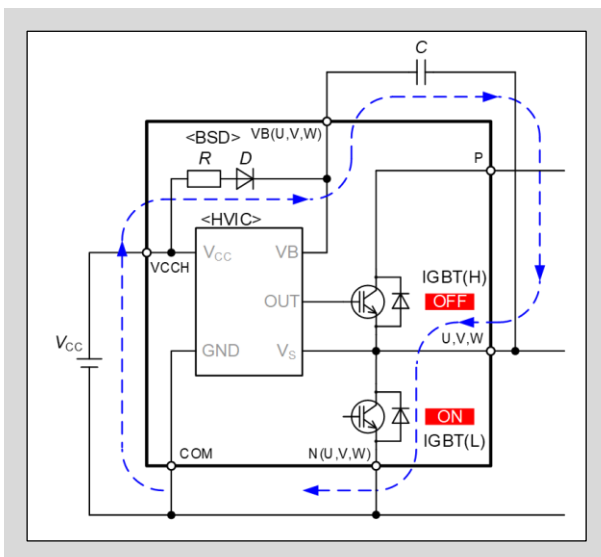 C
VB(U,V,W)
<BSD>
R D
P
<HVIC>
VCCH
VCC VB
IGBT(H)
OFF
OUT
U,V,W
VCC
GND VS
ON
IGBT(L)
COM
N(U,V,W)